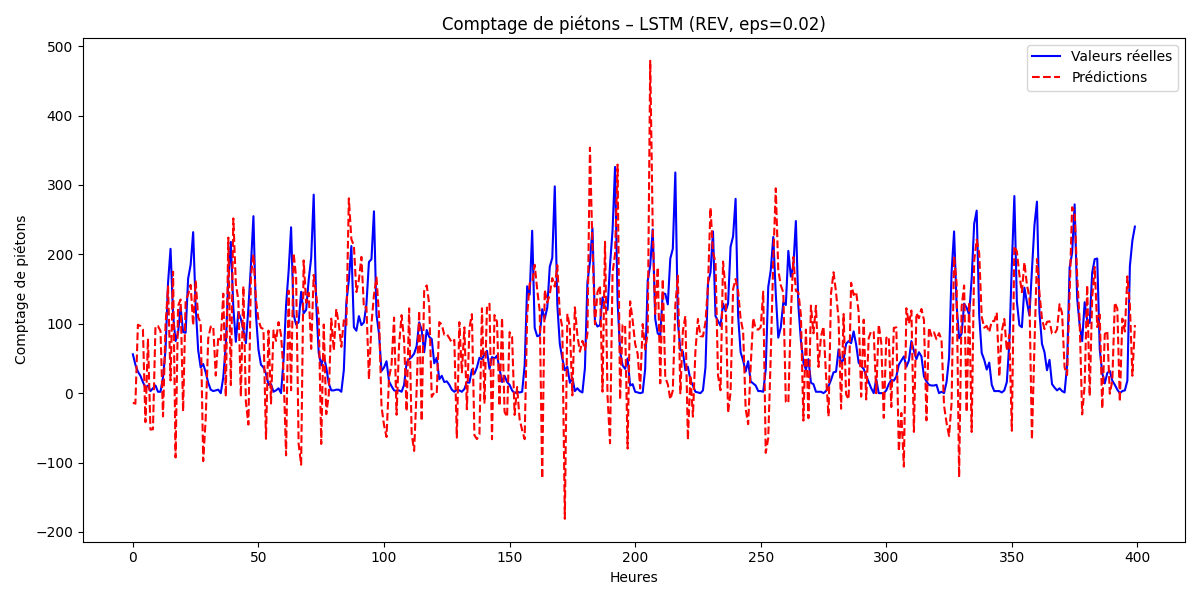 Comptage de piétons – LSTM (REV, eps=0.02)
Valeurs réelles
Prédictions
Comptage de piétons
500
400
300
200
100
0
−100
−200
0 50 100 150 200 250 300 350 400
Heures